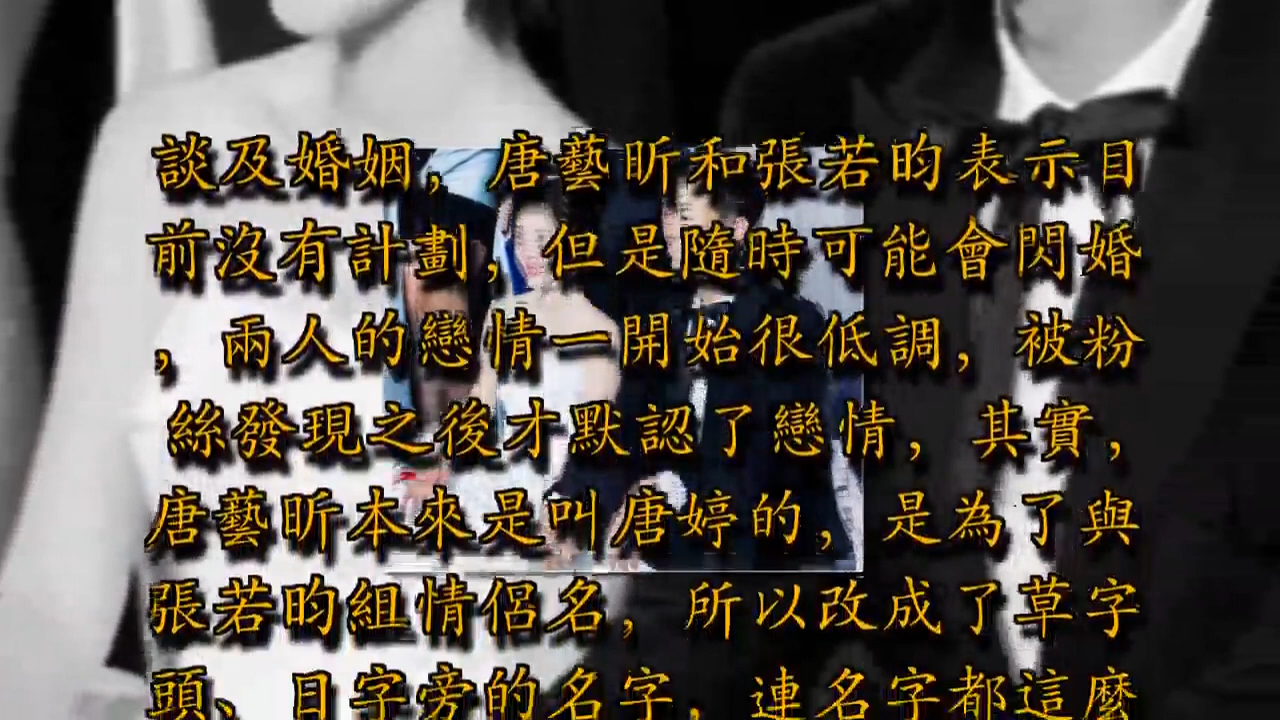 談及婚姻，唐藝昕和張若昀表示目
前沒有計劃，但是隨時可能會閃婚
，兩人的戀情一開始很低調，被粉
絲發現之後才默認了戀情，其實，
唐藝昕本來是叫唐婷的，是為了與
張若昀組情侶名，所以改成了草字
頭、日字旁的名字，連名字都這麼